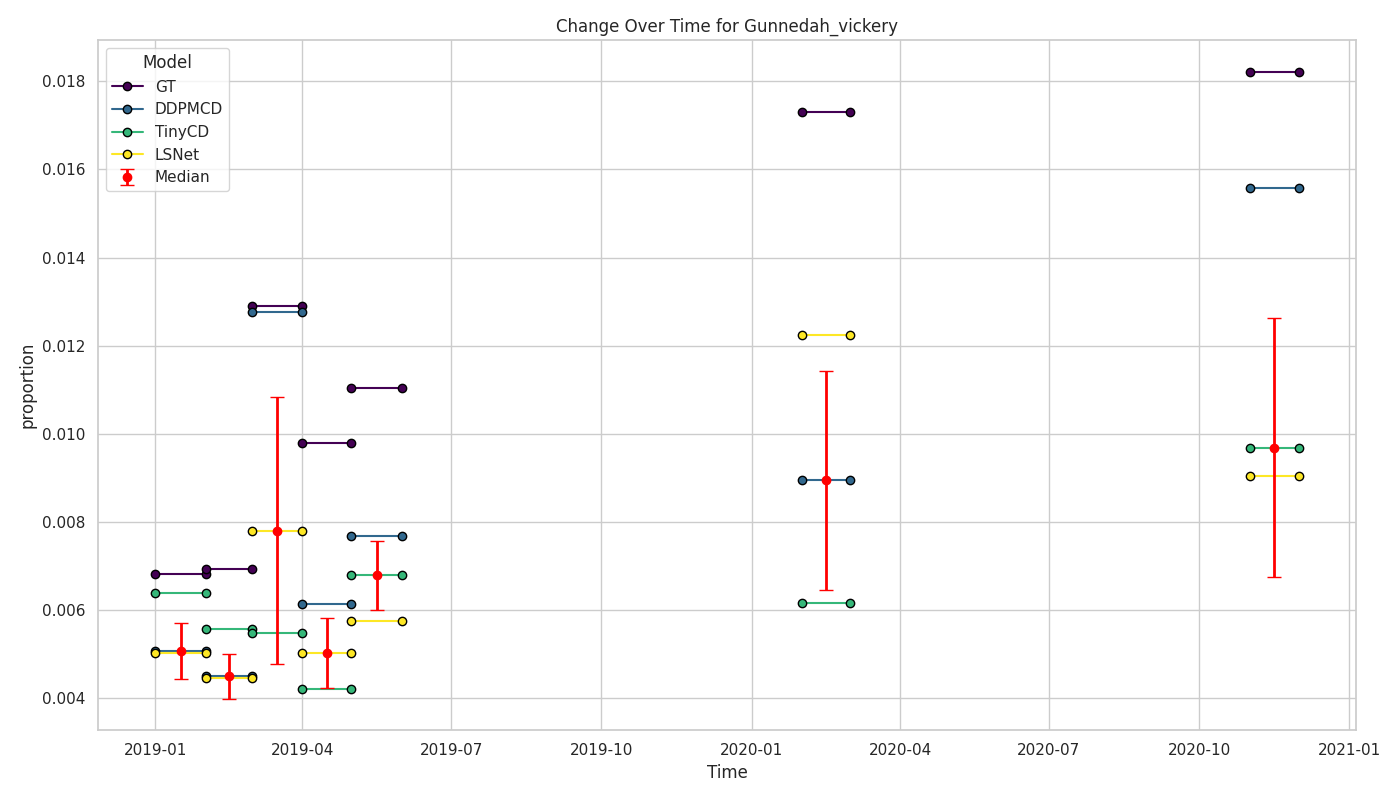 Change Over Time for Gunnedah_vickery
Model
GT
DDPMCD
TinyCD
LSNet
Median
0.018
0.016
0.014
0.012
0.010
0.008
0.006
0.004
proportion
2019-01
2019-04
2019-07
2019-10
2020-01
2020-04
2020-07
2020-10
2021-01
Time